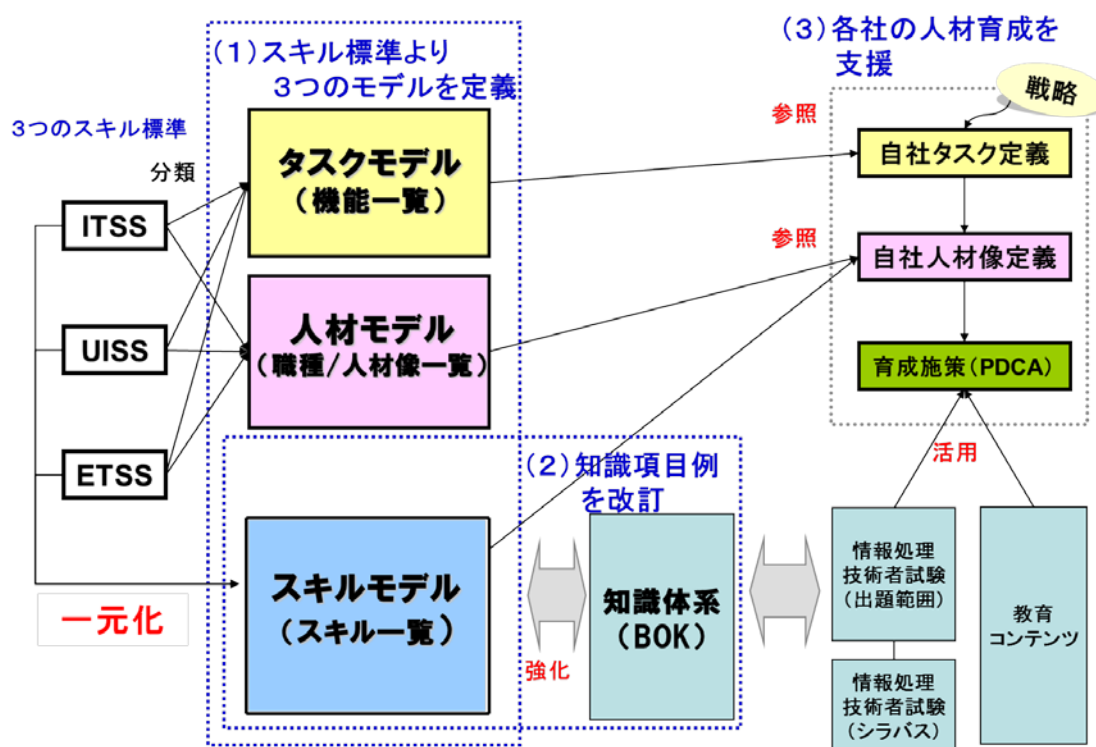 (1)スキル標準より
3つのモデルを定義
(3)各社の人材育成を
支援
戦略
3つのスキル標準
分類
ITSS
UISS
ETSS
タスクモデル
(機能一覧)
人材モデル
(職種/人材像一覧)
(2)知識項目例
を改訂
スキルモデル
(スキル一覧)
一元化
強化
知識体系
(BOK)
参照
自社タスク定義
参照
自社人材像定義
育成施策(PDCA)
活用
情報処理
技術者試験
(出題範囲)
情報処理
技術者試験
(シラバス)
教育
コンテンツ